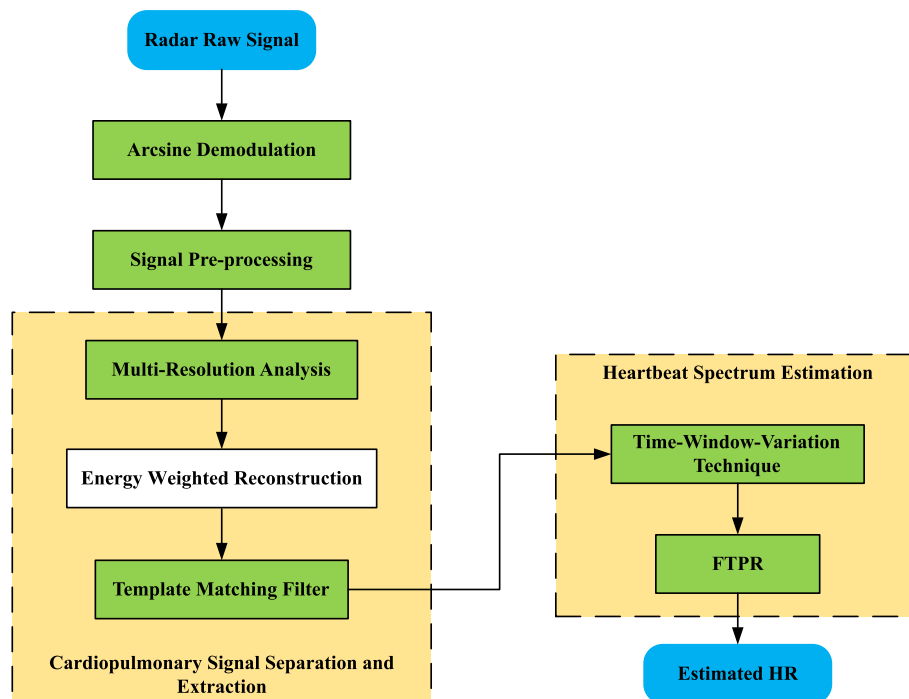 Radar Raw Signal
Arcsine Demodulation
Signal Pre-processing
Multi-Resolution Analysis
Energy Weighted Reconstruction
Template Matching Filter
Cardiopulmonary Signal Separation and
Extraction
Heartbeat Spectrum Estimation
Time-Window-Variation
Technique
FTPR
Estimated HR